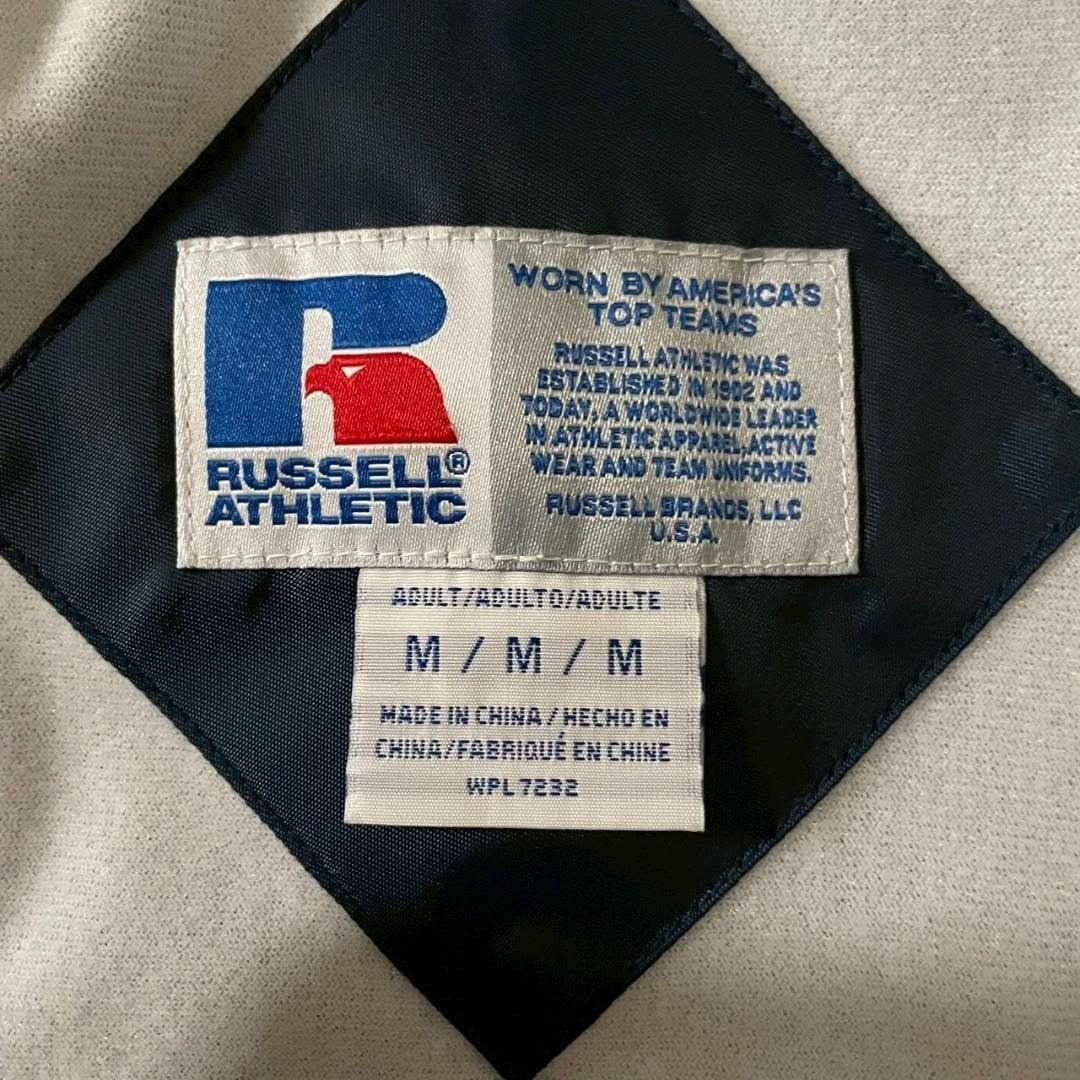 RUSSELL®
ATHLETIC
WORN BY AMERICA'S
TOP TEAMS
RUSSELL ATHLETIC WAS
ESTABLISHED IN 1902 AND
TODAY, A WORLDWIDE LEADER
IN ATHLETIC APPAREL, ACTIVE
WEAR AND TEAM UNIFORMS.
RUSSELL BRANDS, LLC
U.S.A.
ADULT/ADULTO/ADULTE
M / M / M
MADE IN CHINA / HECHO EN
CHINA/FABRIQUÉ EN CHINE
WPL 7232